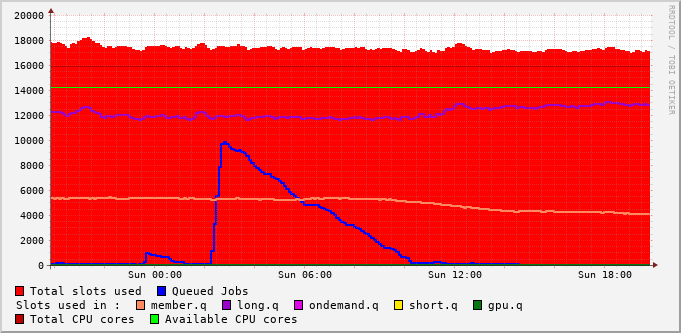 RRDTOOL / TOBI OETIKER
20000
18000
16000
14000
12000
10000
8000
6000
4000
2000
0
Sun 00:00 Sun 06:00 Sun 12:00 Sun 18:00
Total slots used Queued Jobs
Slots used in : member.q long.q ondemand.q short.q gpu.q
Total CPU cores Available CPU cores